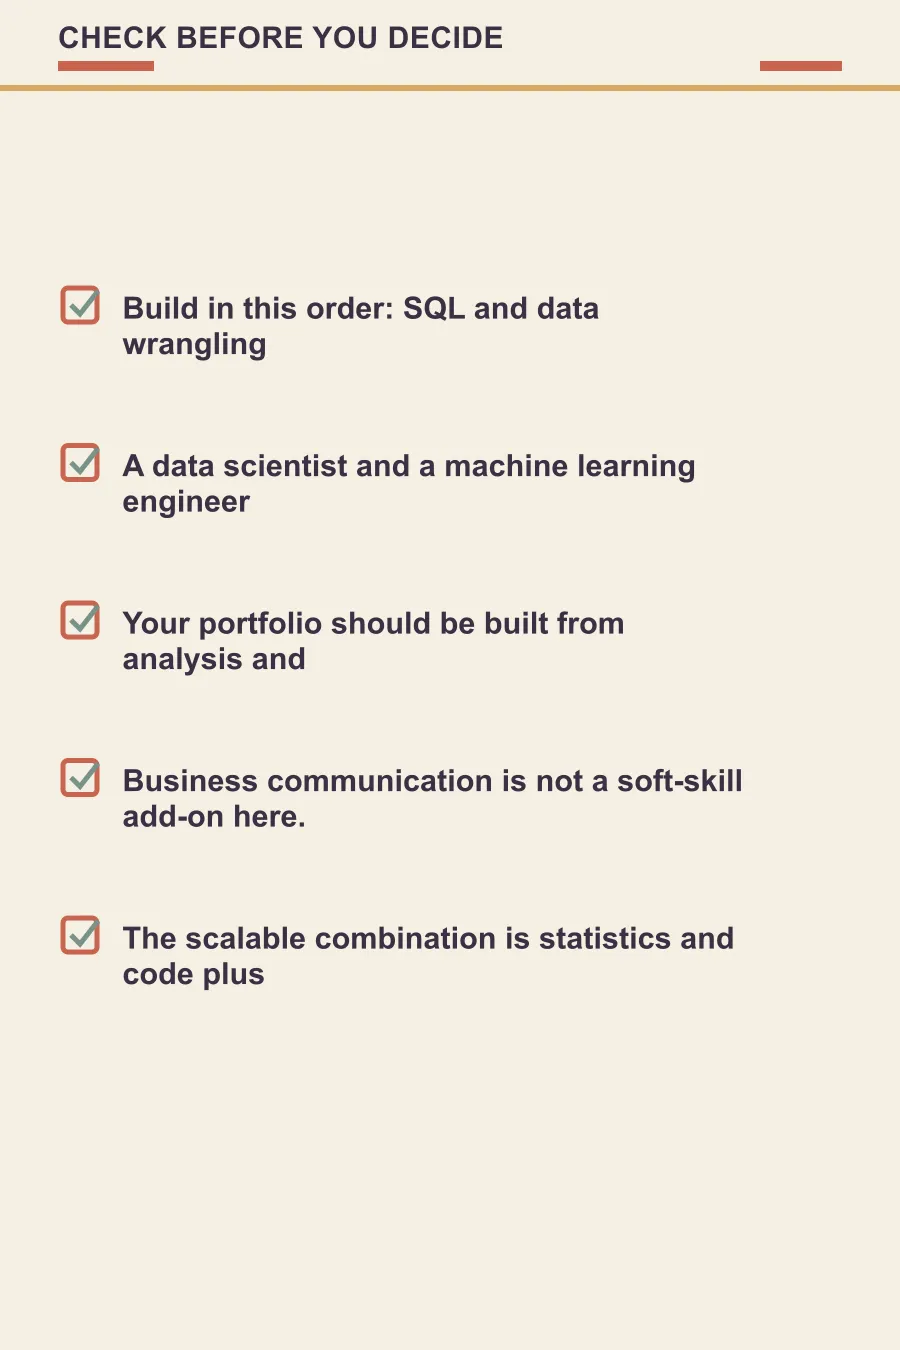 CHECK BEFORE YOU DECIDE
Build in this order: SQL and data
wrangling
A data scientist and a machine learning
engineer
Your portfolio should be built from
analysis and
Business communication is not a soft-skill
add-on here.
The scalable combination is statistics and
code plus